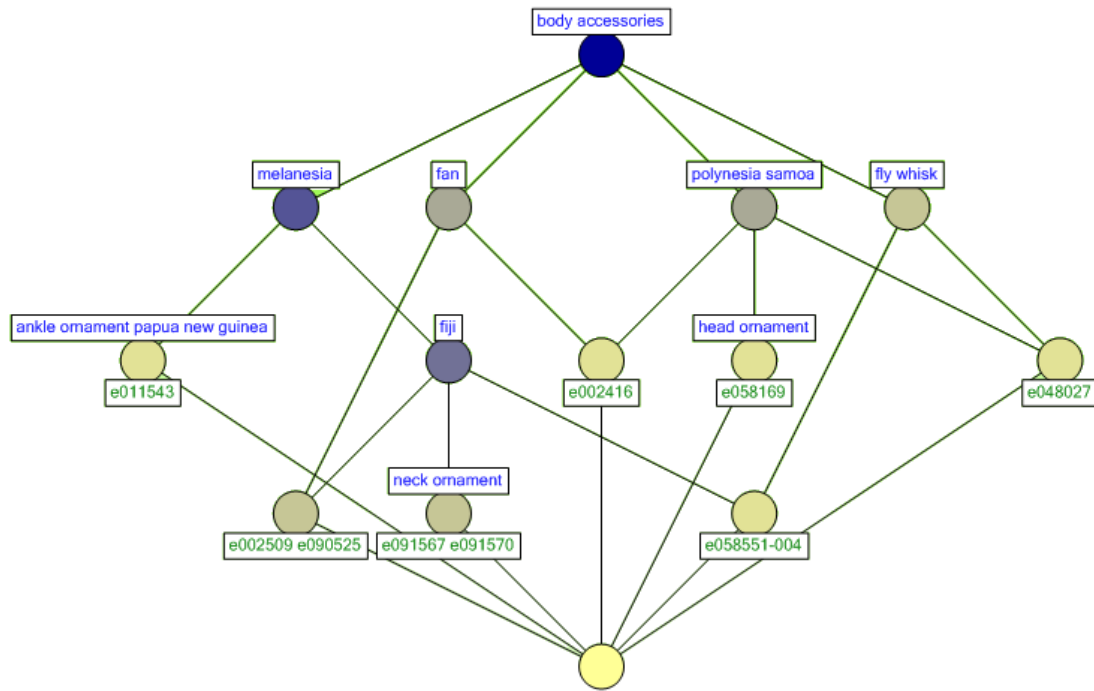 body accessories
melanesia
fan
polynesia samoa
fly whisk
ankle ornament papua new guinea
fiji
head ornament
e011543
e002416
e058169
e048027
neck ornament
e002509 e090525
e091567 e091570
e058551-004